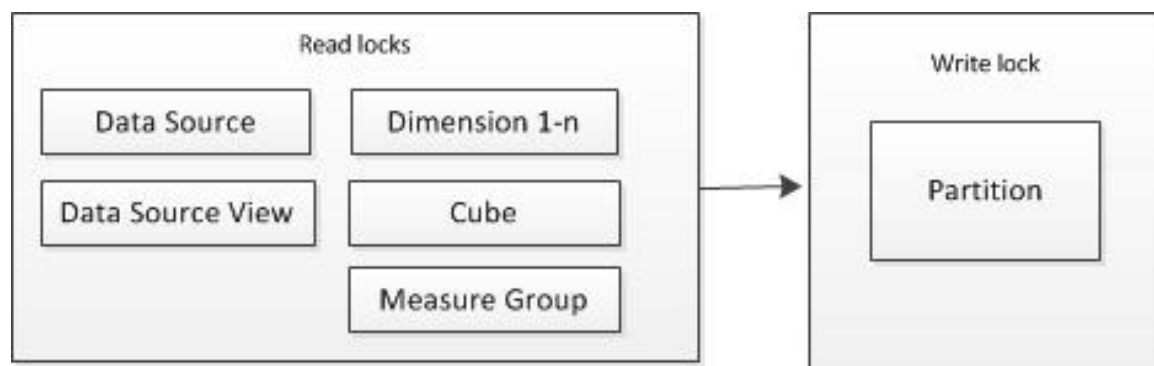 Read locks
Data Source
Dimension 1-n
Data Source View
Cube
Measure Group
Write lock
Partition